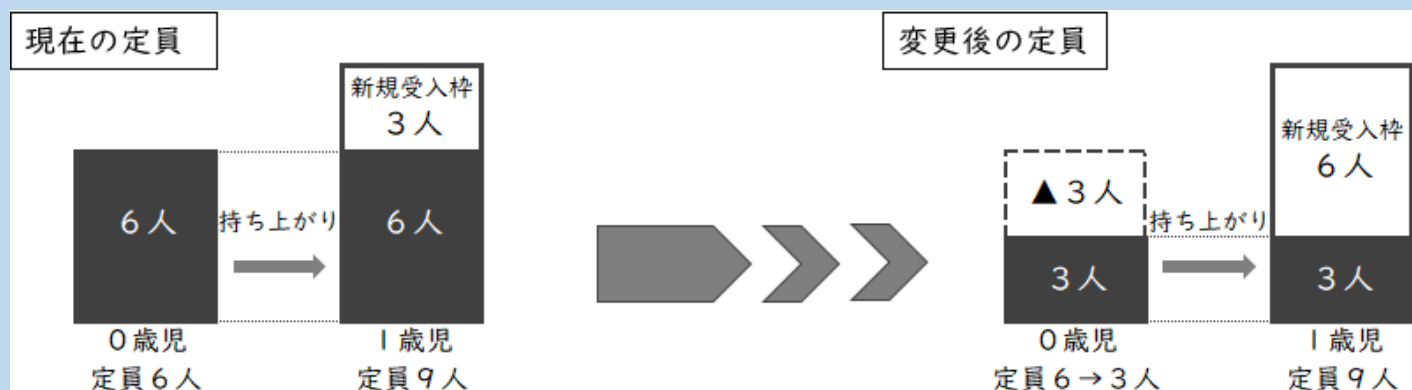 現在の定員
新規受入枠
3人
6人
持ち上がり
6人
0歳児
定員6人
1歳児
定員9人
変更後の定員
▲3人
3人
持ち上がり
新規受入枠
6人
3人
0歳児
定員6→3人
1歳児
定員9人